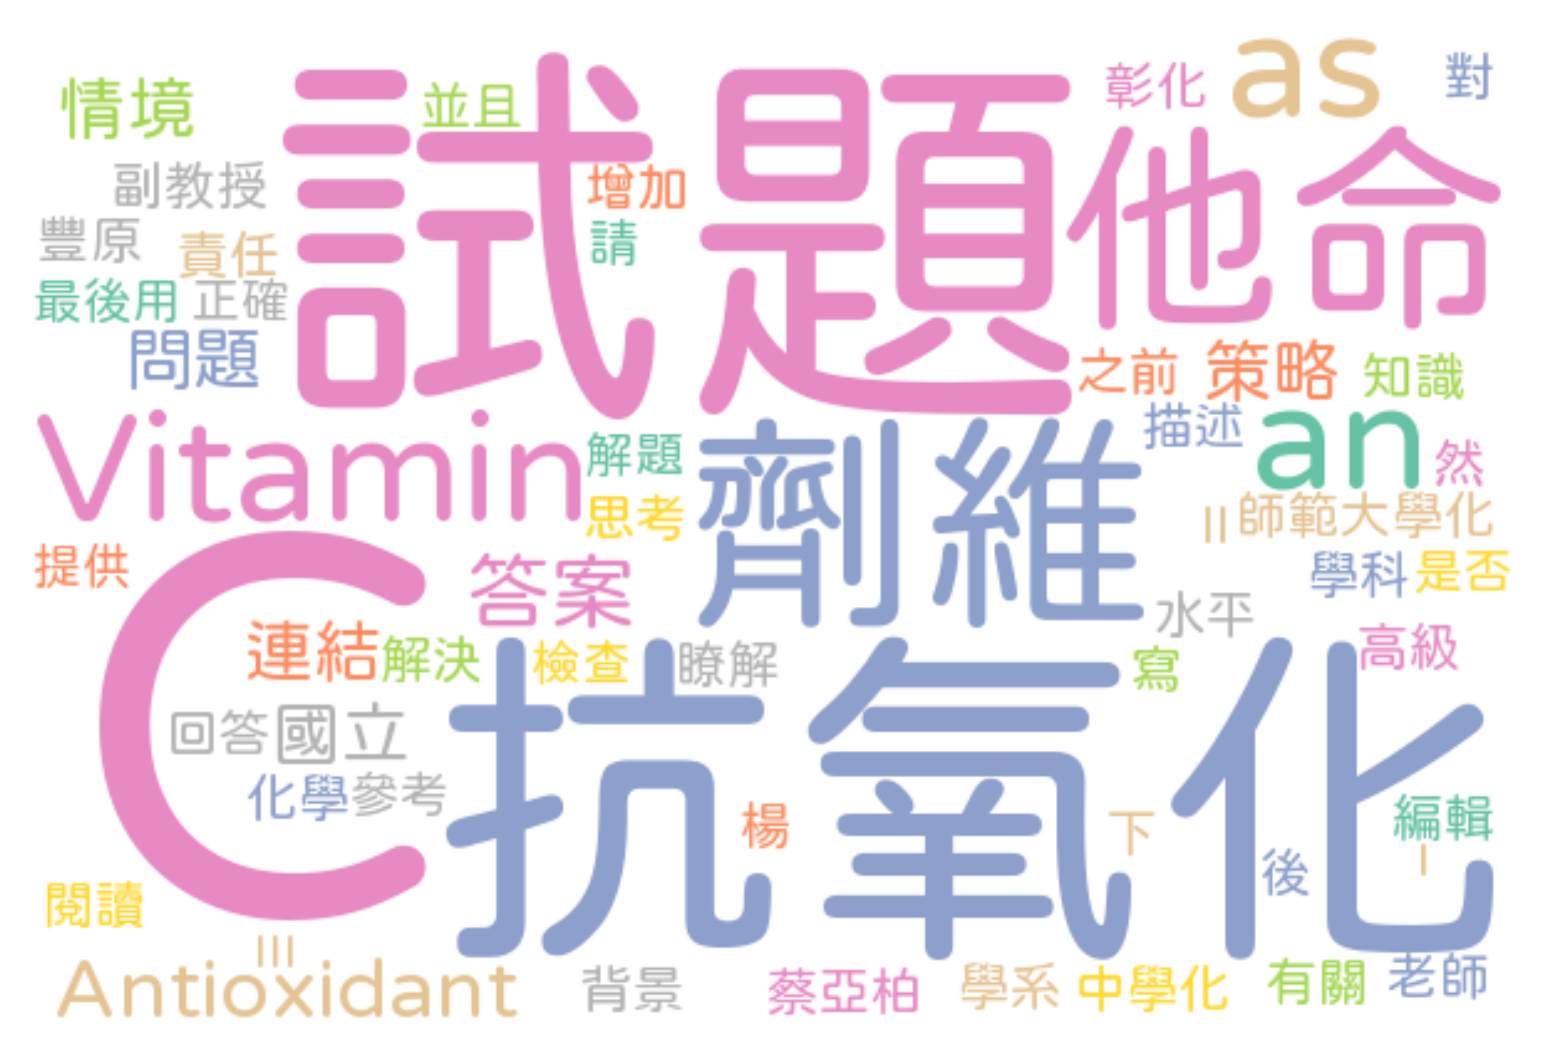 as
對
彰化
情境
並且
試題
他命
副教授
增加
豐原
責任
請
最後用
正確
問題
之前
策略
知識
Vitamin
解題
劑維
描述
an
然
思考
II
師範大學化
提供
答案
學科
是否
C
水平
連結
解決
檢查
瞭解
寫
高級
抗氧化
回答
國立
化學
參考
楊
下
編輯
I
後
閱讀
III
Antioxidant
背景
蔡亞柏
學系
中學化
有關
老師